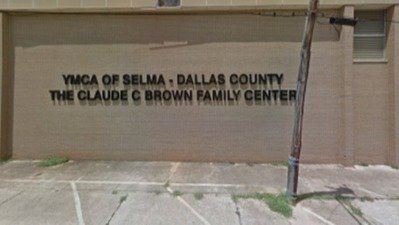 YMCA OF SELMA - DALLAS COUNTY
THE CLAUDE C BROWN FAMILY CENTER